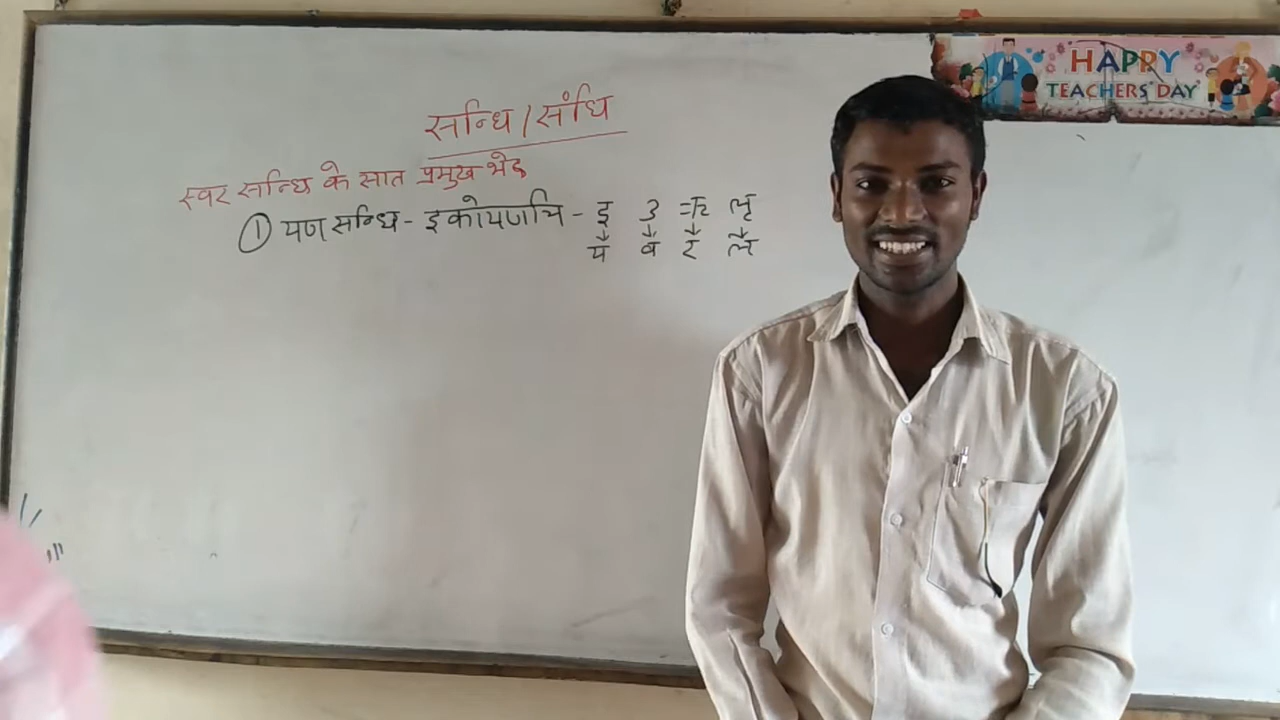 HAPPY
TEACHERS DAY
सन्धि / संधि
स्वर सन्धि के सात प्रमुख भेद
① यण सन्धि - इकोयणचि - इ उ ऋ लृ
य व र ल